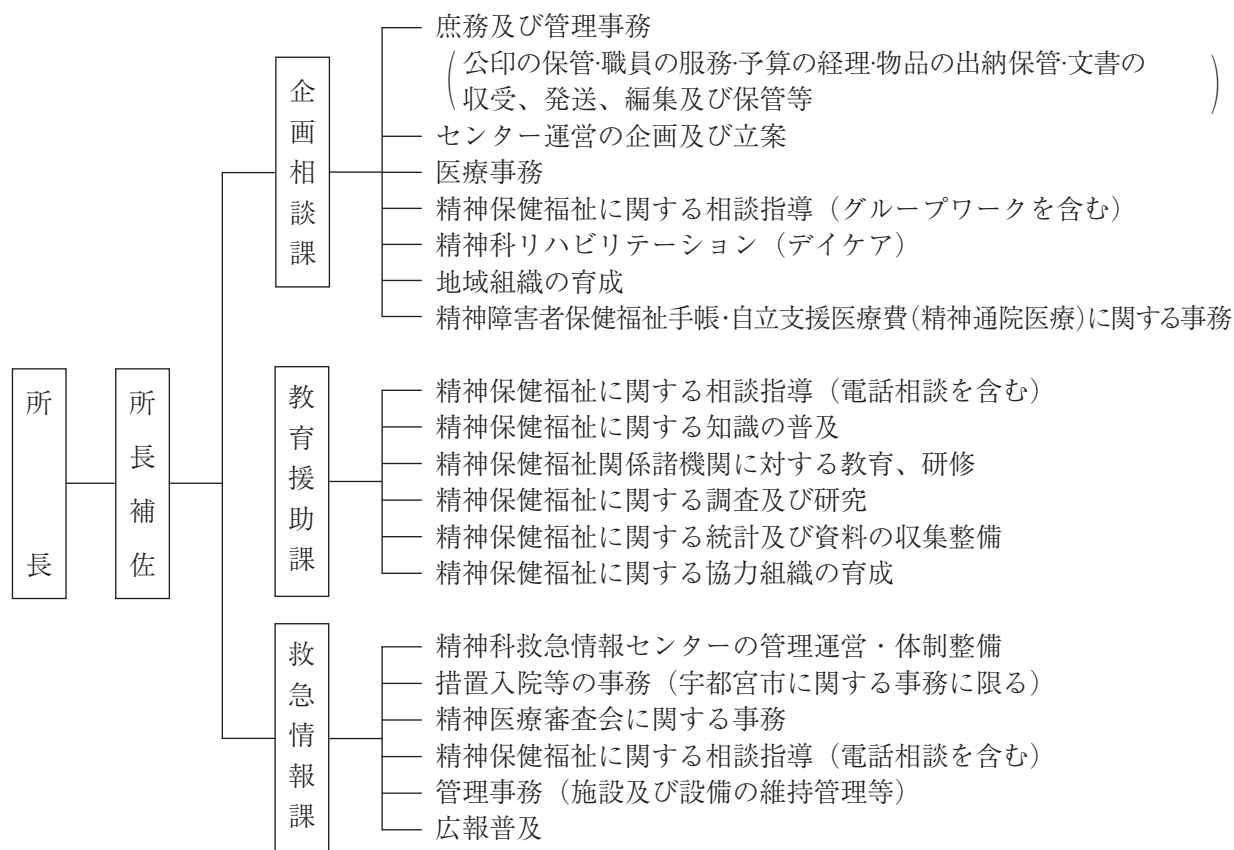 所長
所長補佐
企画相談課
庶務及び管理事務
(公印の保管・職員の服務・予算の経理・物品の出納保管・文書の
収受、発送、編集及び保管等)
センター運営の企画及び立案
医療事務
精神保健福祉に関する相談指導（グループワークを含む）
精神科リハビリテーション（デイケア）
地域組織の育成
精神障害者保健福祉手帳・自立支援医療費(精神通院医療)に関する事務
教育援助課
精神保健福祉に関する相談指導（電話相談を含む）
精神保健福祉に関する知識の普及
精神保健福祉関係諸機関に対する教育、研修
精神保健福祉に関する調査及び研究
精神保健福祉に関する統計及び資料の収集整備
精神保健福祉に関する協力組織の育成
救急情報課
精神科救急情報センターの管理運営・体制整備
措置入院等の事務（宇都宮市に関する事務に限る）
精神医療審査会に関する事務
精神保健福祉に関する相談指導（電話相談を含む）
管理事務（施設及び設備の維持管理等）
広報普及